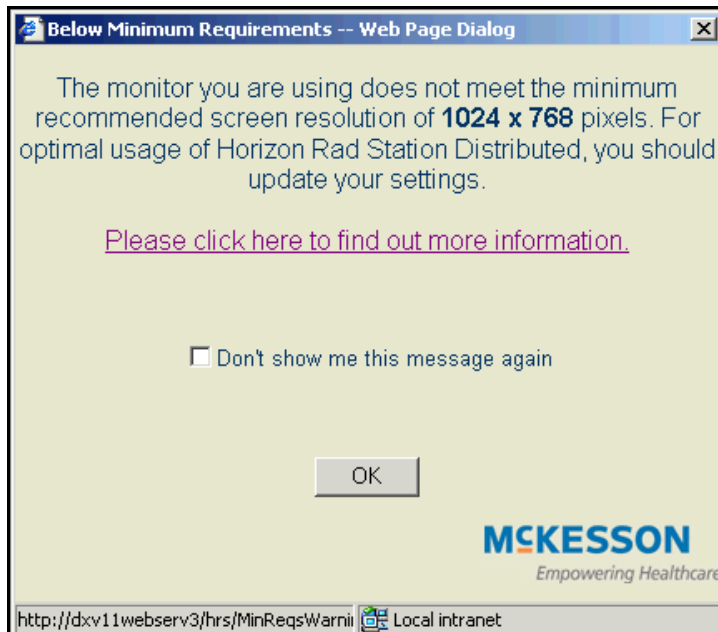 Below Minimum Requirements -- Web Page Dialog
The monitor you are using does not meet the minimum
recommended screen resolution of 1024 x 768 pixels. For
optimal usage of Horizon Rad Station Distributed, you should
update your settings.
Please click here to find out more information.
Don't show me this message again
OK
MCKESSON
Empowering Healthcare
http://dxv11webserv3/hrs/MinReqsWarnii Local intranet